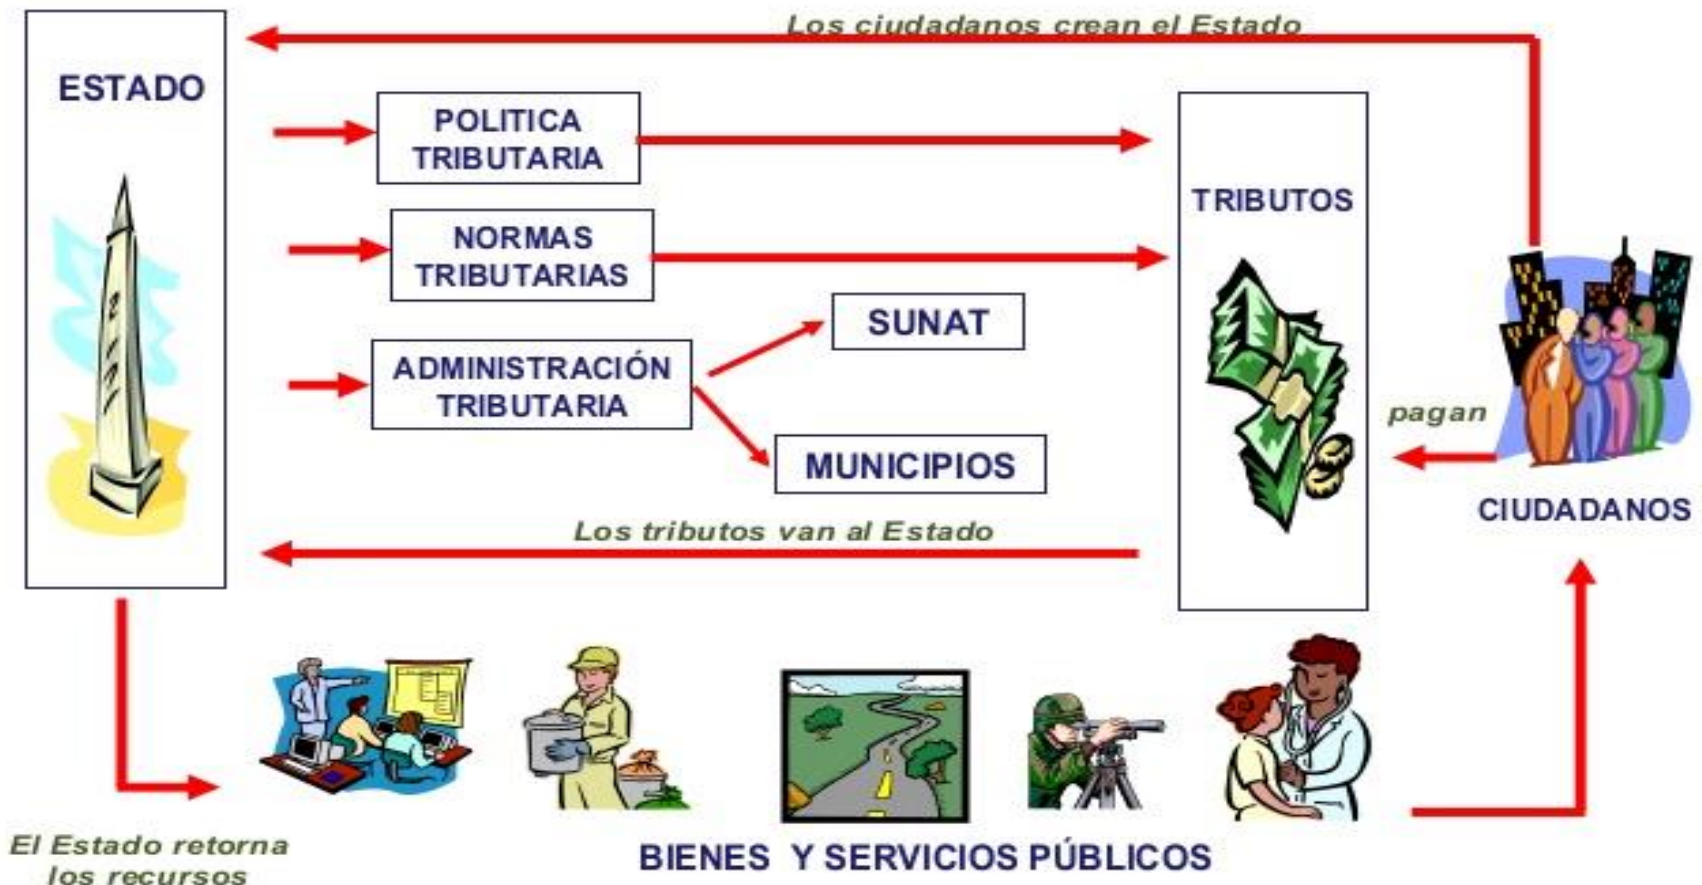 Los ciudadanos crean el Estado
ESTADO
POLITICA
TRIBUTARIA
TRIBUTOS
NORMAS
TRIBUTARIAS
SUNAT
ADMINISTRACIÓN
TRIBUTARIA
pagan
MUNICIPIOS
CIUDADANOS
Los tributos van al Estado
El Estado retorna
los recursos
BIENES Y SERVICIOS PÚBLICOS